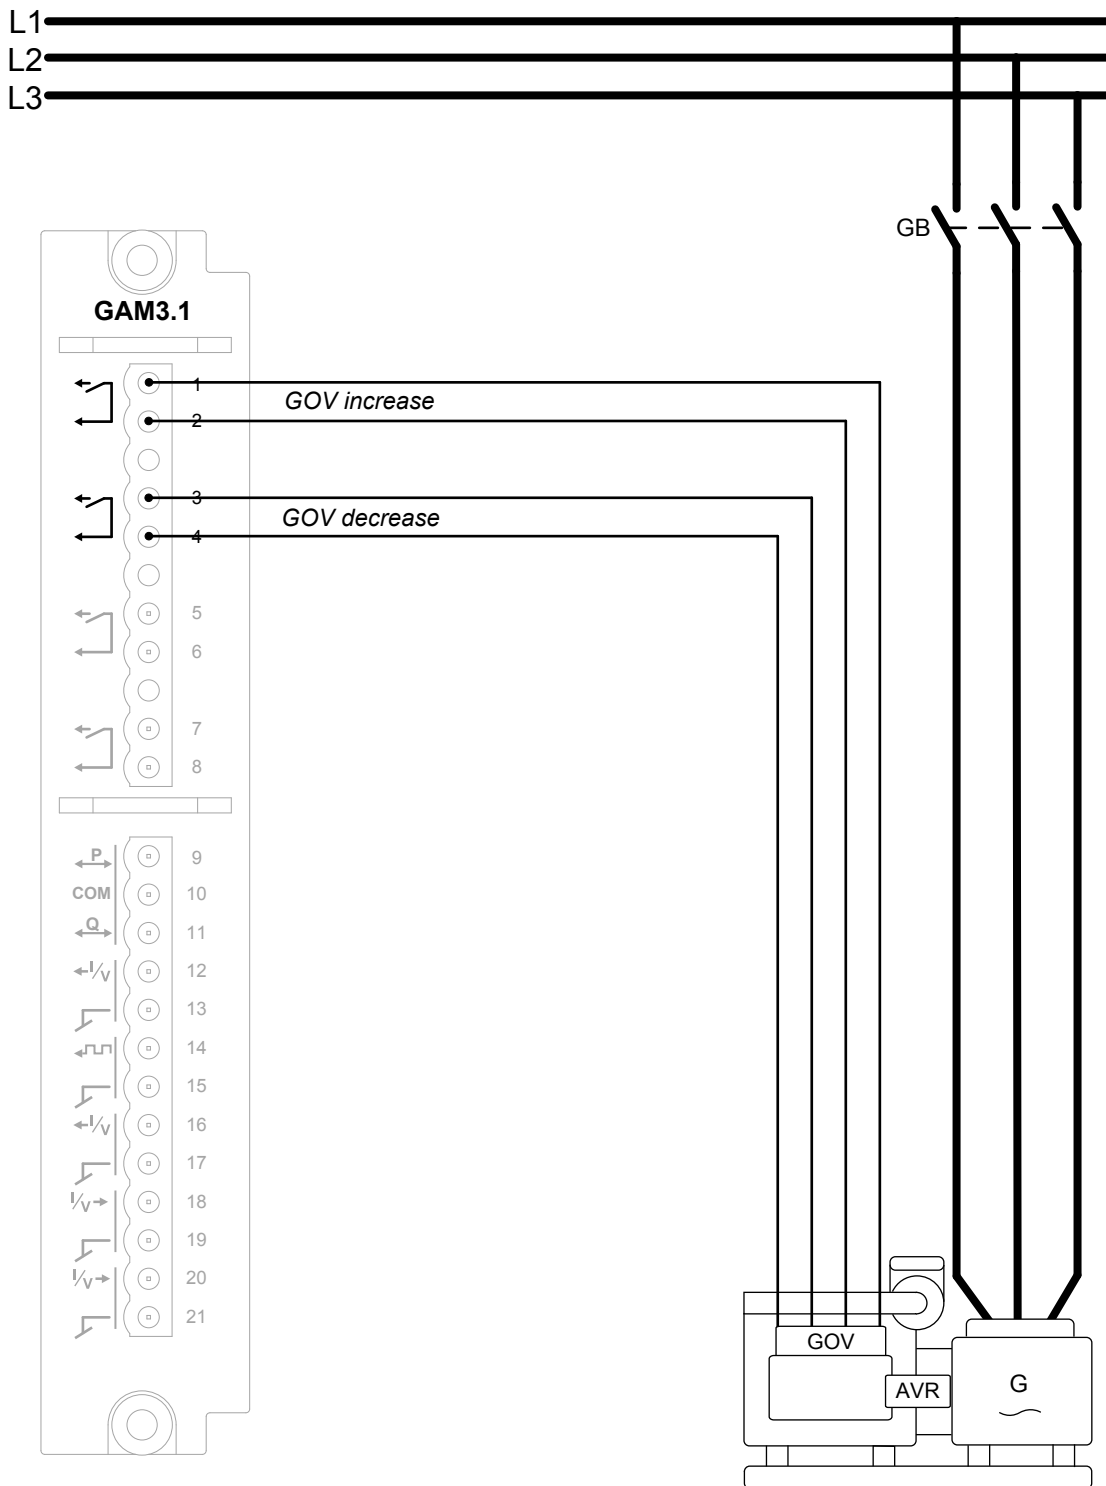 L1
L2
L3
GB
GAM3.1
1
GOV increase
2
3
GOV decrease
4
5
6
7
8
P 9
COM 10
Q 11
I/V 12
13
14
15
I/V 16
17
I/V 18
19
I/V 20
21
GOV
AVR
G